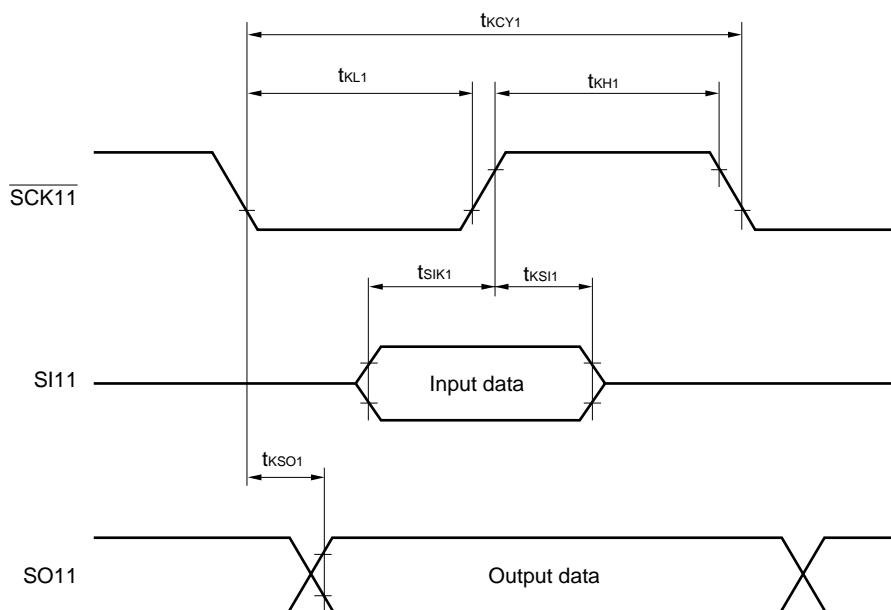 tKCY1
tKL1
tKH1
SCK11
tSIK1
tKSI1
SI11
Input data
tKSO1
SO11
Output data